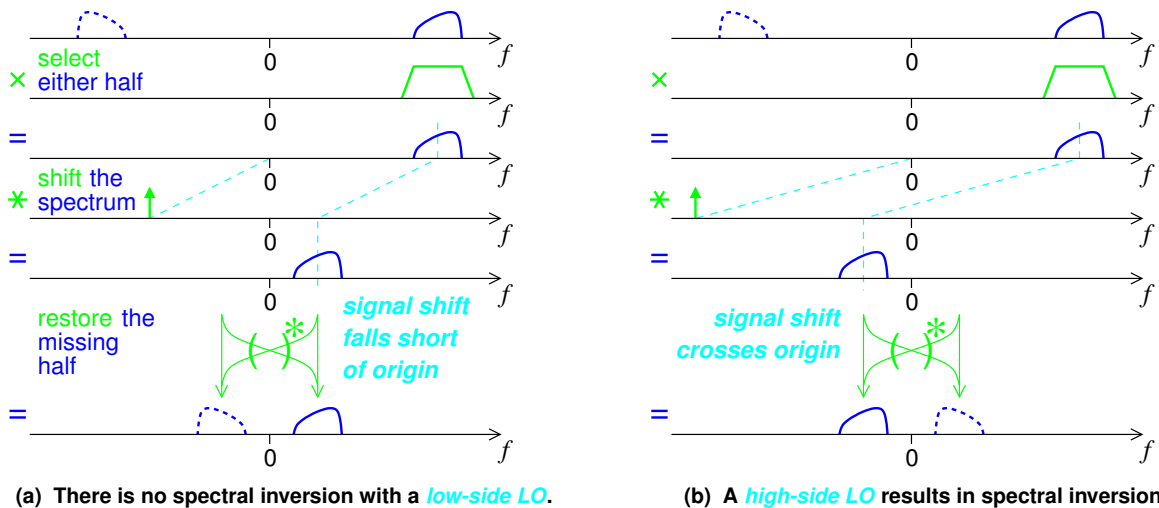 f
0
× select
either half
f
0
=
f
0
* shift the
spectrum
f
0
=
f
0
signal shift
falls short
of origin
restore the
missing
half
( )*
=
f
0
(a) There is no spectral inversion with a low-side LO.
f
0
×
f
0
=
f
0
*
f
0
=
f
0
signal shift
crosses origin
( )*
=
f
0
(b) A high-side LO results in spectral inversion